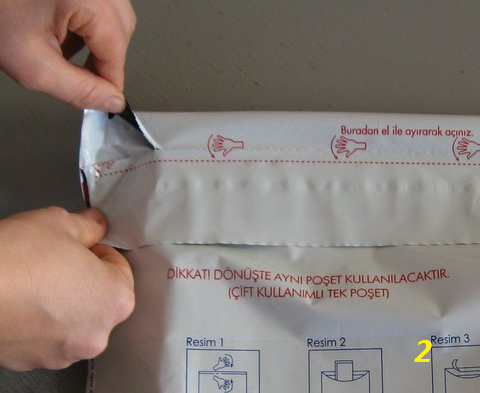 Buradan el ile ayırarak açınız.
DİKKAT! DÖNÜŞTE AYNI POŞET KULLANILACAKTIR.
(ÇİFT KULLANIMLI TEK POŞET)
Resim 1
Resim 2
2
Resim 3